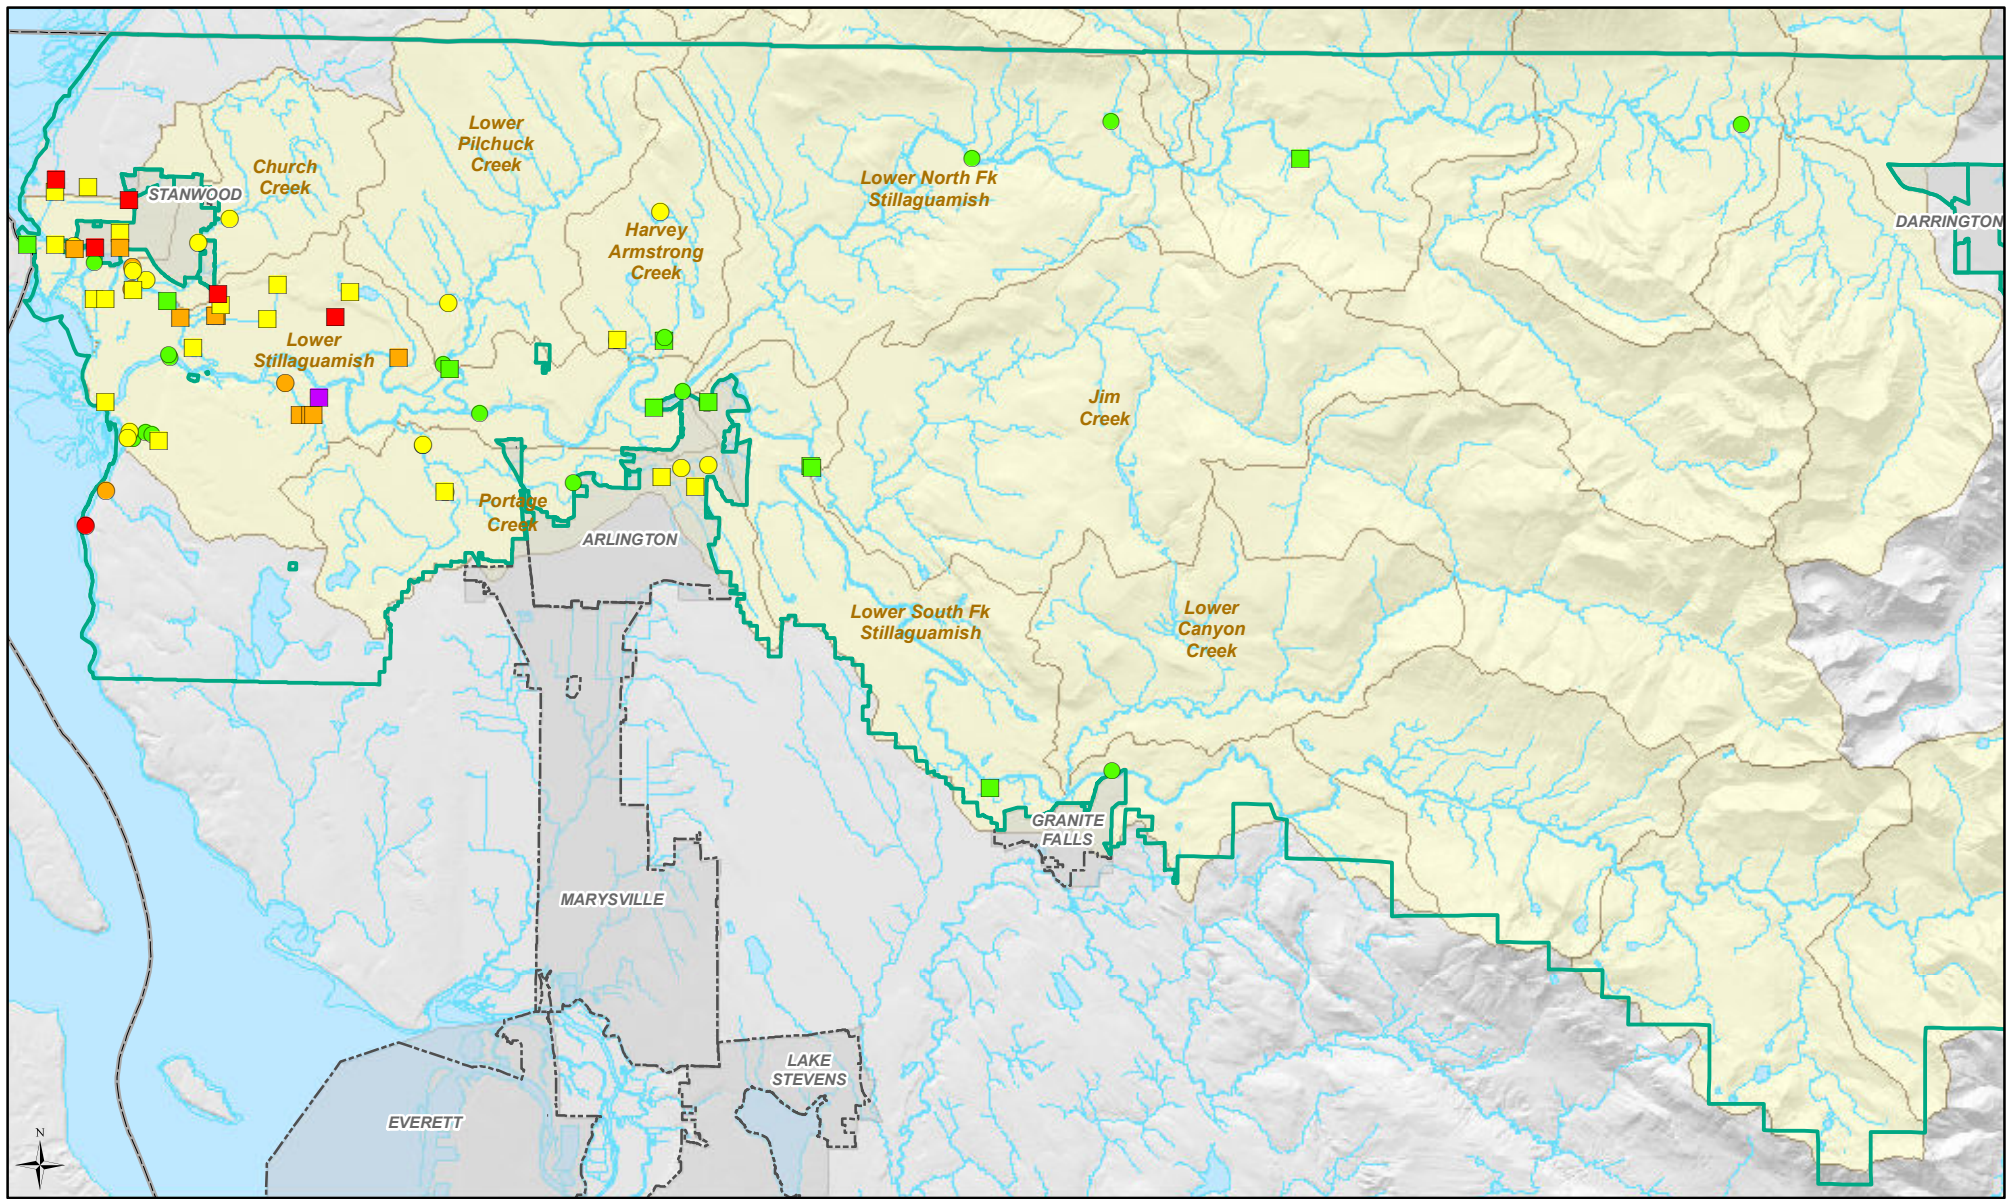 Lower
Pilchuck
Creek
Church
Creek
STANWOOD
Lower North Fk
Stillaguamish
DARRINGTON
Harvey
Armstrong
Creek
Lower
Stillaguamish
Jim
Creek
Portage
Creek
ARLINGTON
Lower South Fk
Stillaguamish
Lower
Canyon
Creek
GRANITE
FALLS
MARYSVILLE
LAKE
STEVENS
EVERETT
N